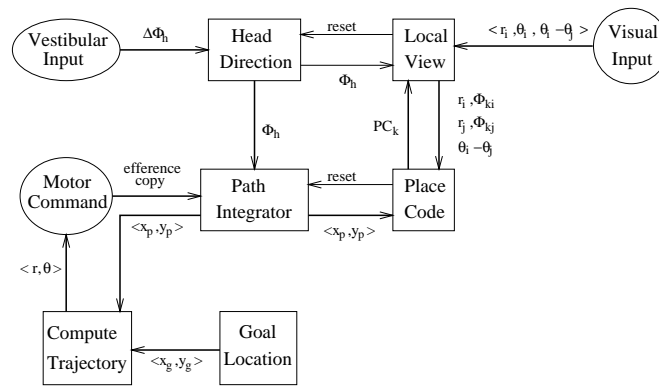 Vestibular
Input
ΔΦh
Head
Direction
reset
Φh
Local
View
< ri ,θi , θi −θj >
Visual
Input
Φh
PCk
ri ,Φki
rj ,Φkj
θi −θj
Motor
Command
efference
copy
Path
Integrator
reset
Place
Code
<xp,yp>
<xp,yp>
< r,θ>
Compute
Trajectory
<xg,yg>
Goal
Location